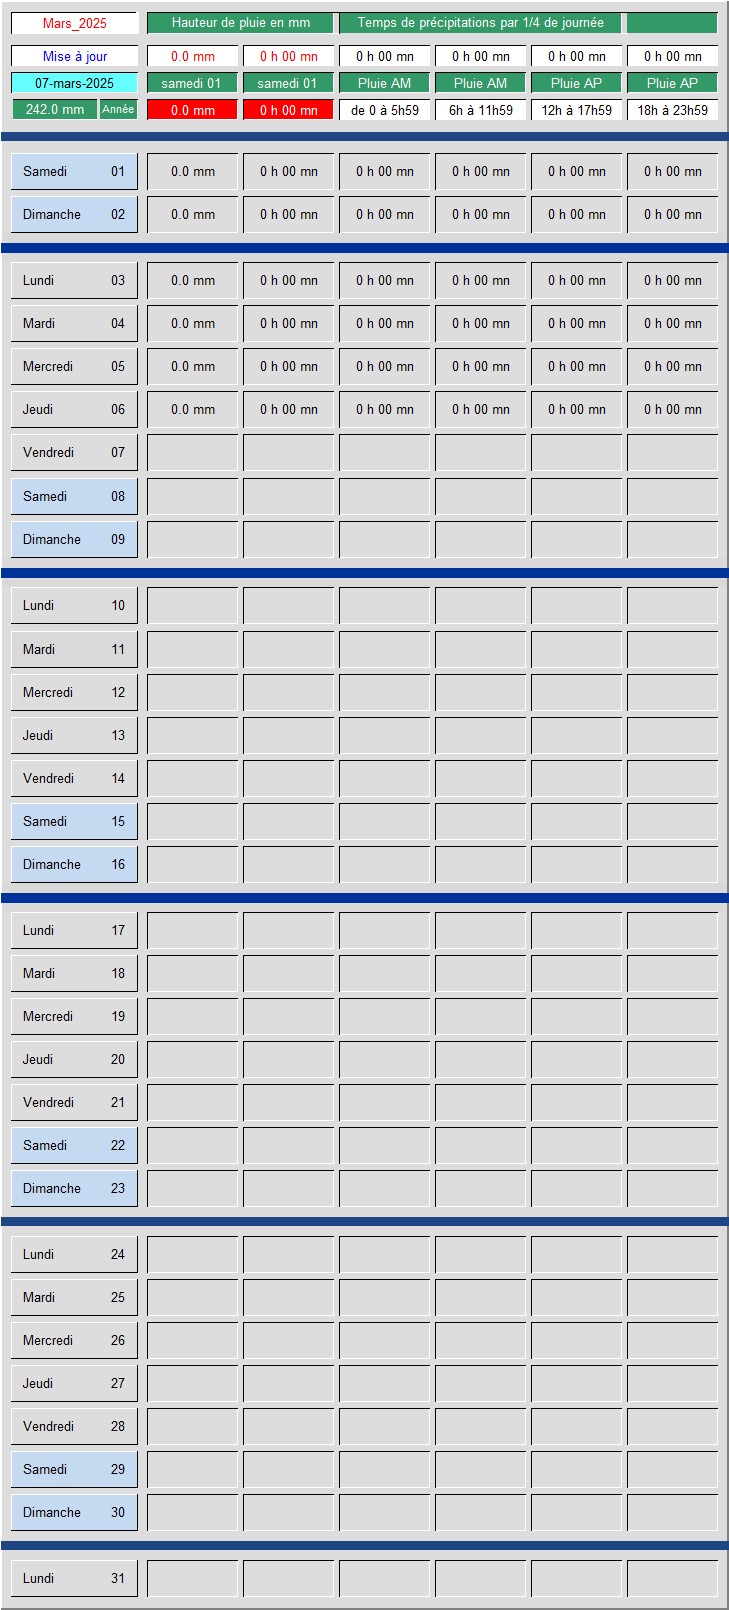 Mars_2025 Hauteur de pluie en mm Temps de précipitations par 1/4 de journée
Mise à jour 0.0 mm 0 h 00 mn 0 h 00 mn 0 h 00 mn 0 h 00 mn 0 h 00 mn
07-mars-2025 samedi 01 samedi 01 Pluie AM Pluie AM Pluie AP Pluie AP
242.0 mm Année 0.0 mm 0 h 00 mn de 0 à 5h59 6h à 11h59 12h à 17h59 18h à 23h59
Samedi 01 0.0 mm 0 h 00 mn 0 h 00 mn 0 h 00 mn 0 h 00 mn 0 h 00 mn
Dimanche 02 0.0 mm 0 h 00 mn 0 h 00 mn 0 h 00 mn 0 h 00 mn 0 h 00 mn
Lundi 03 0.0 mm 0 h 00 mn 0 h 00 mn 0 h 00 mn 0 h 00 mn 0 h 00 mn
Mardi 04 0.0 mm 0 h 00 mn 0 h 00 mn 0 h 00 mn 0 h 00 mn 0 h 00 mn
Mercredi 05 0.0 mm 0 h 00 mn 0 h 00 mn 0 h 00 mn 0 h 00 mn 0 h 00 mn
Jeudi 06 0.0 mm 0 h 00 mn 0 h 00 mn 0 h 00 mn 0 h 00 mn 0 h 00 mn
Vendredi 07
Samedi 08
Dimanche 09
Lundi 10
Mardi 11
Mercredi 12
Jeudi 13
Vendredi 14
Samedi 15
Dimanche 16
Lundi 17
Mardi 18
Mercredi 19
Jeudi 20
Vendredi 21
Samedi 22
Dimanche 23
Lundi 24
Mardi 25
Mercredi 26
Jeudi 27
Vendredi 28
Samedi 29
Dimanche 30
Lundi 31